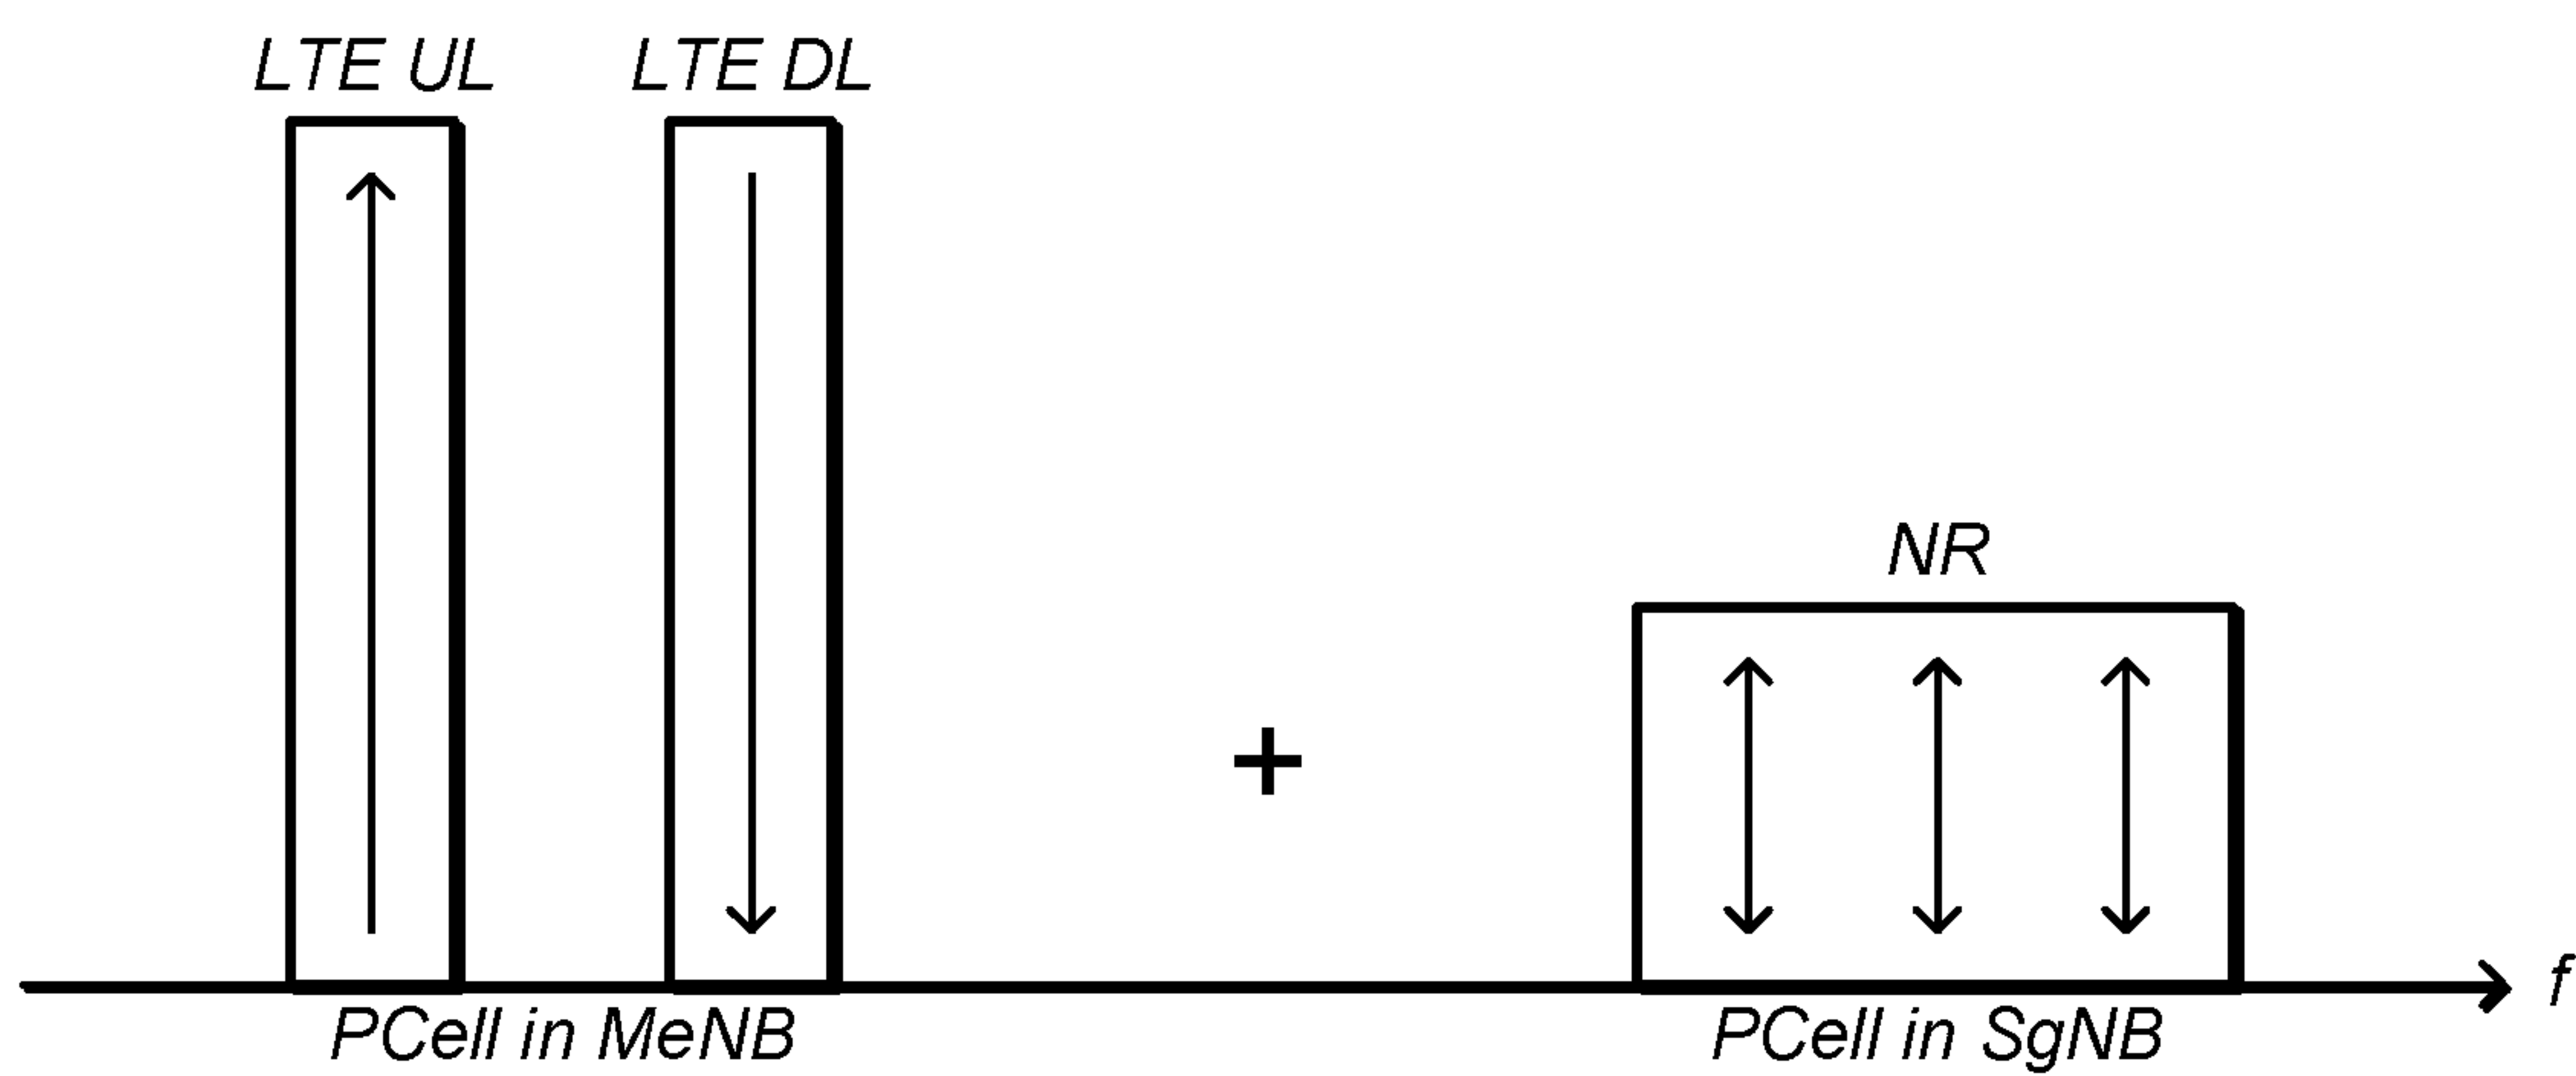 LTE UL
LTE DL
NR
+
f
PCell in MeNB
PCell in SgNB